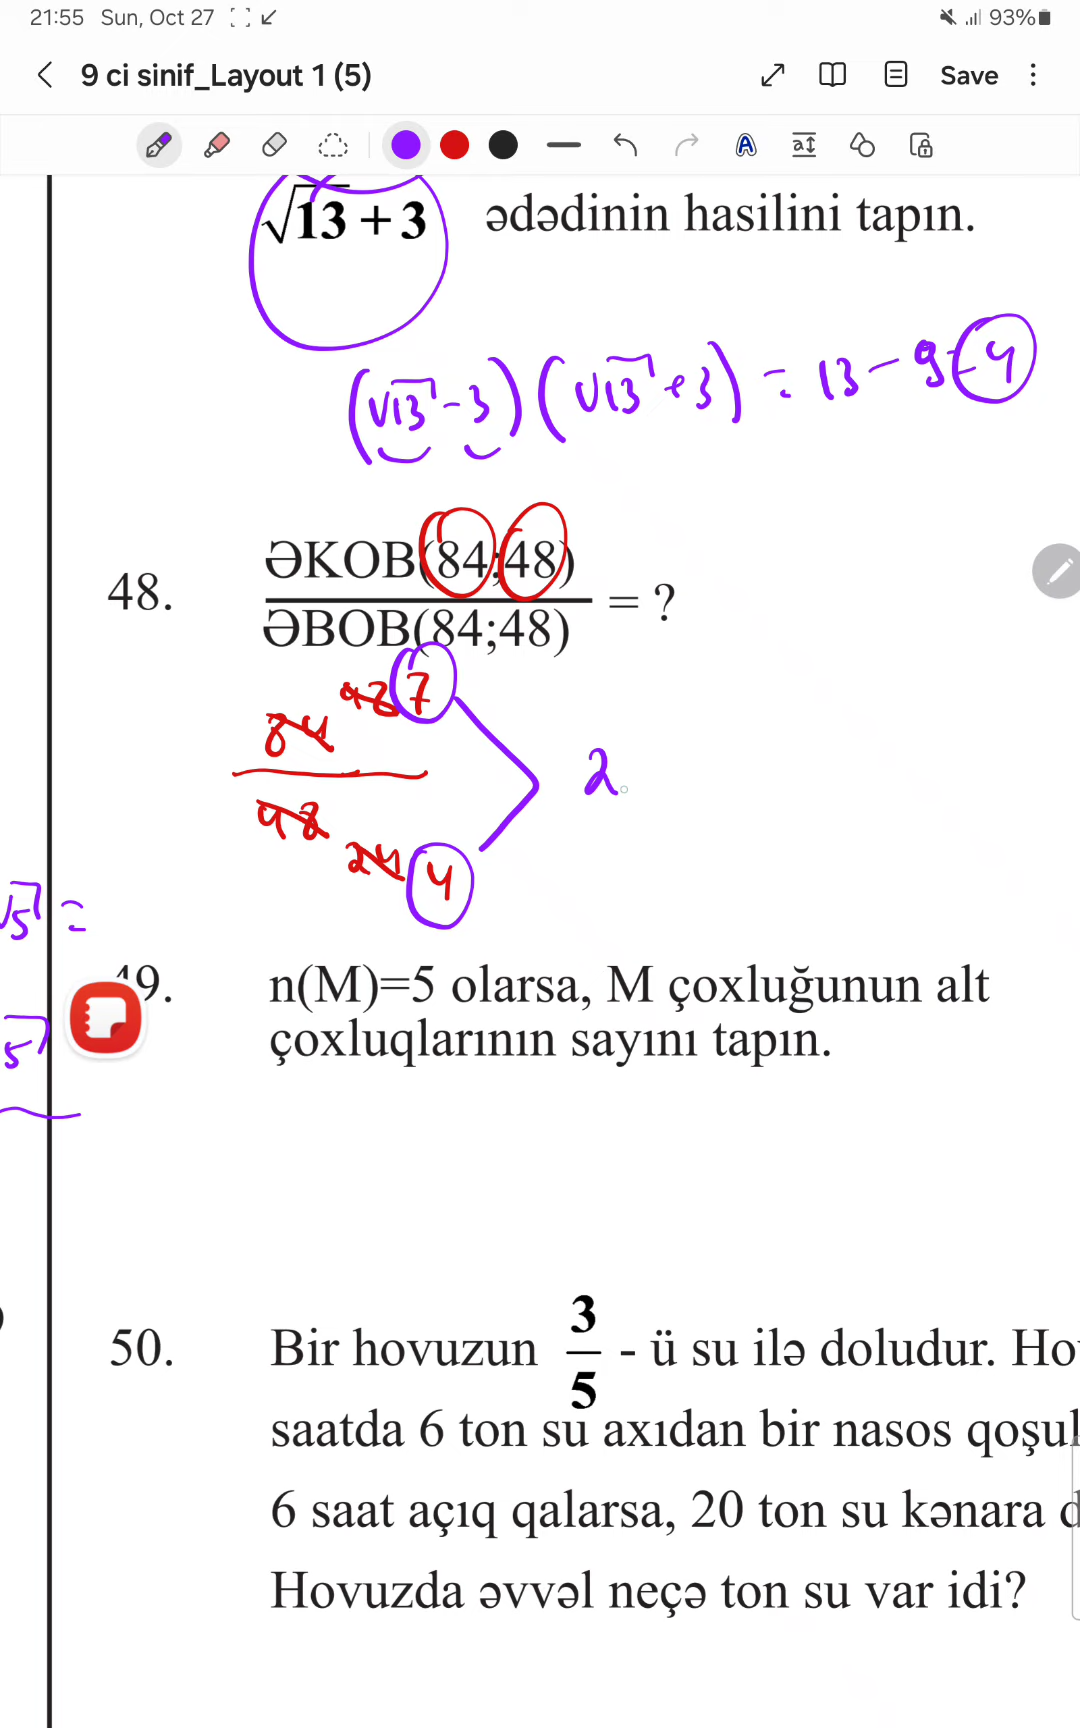 21:55 Sun, Oct 27 93%
9 ci sinif_Layout 1 (5) Save
√13 + 3 ədədinin hasilini tapın.
(√13 - 3)(√13 + 3) = 13 - 9 = 4
48. ƏKOB(84;48)
ƏBOB(84;48) = ?
42 7
84
48
24 4
2
√5 =
49. n(M)=5 olarsa, M çoxluğunun alt
çoxluqlarının sayını tapın.
5
50. Bir hovuzun 3/5 - ü su ilə doludur. Ho
saatda 6 ton su axıdan bir nasos qoşul
6 saat açıq qalarsa, 20 ton su kənara d
Hovuzda əvvəl neçə ton su var idi?